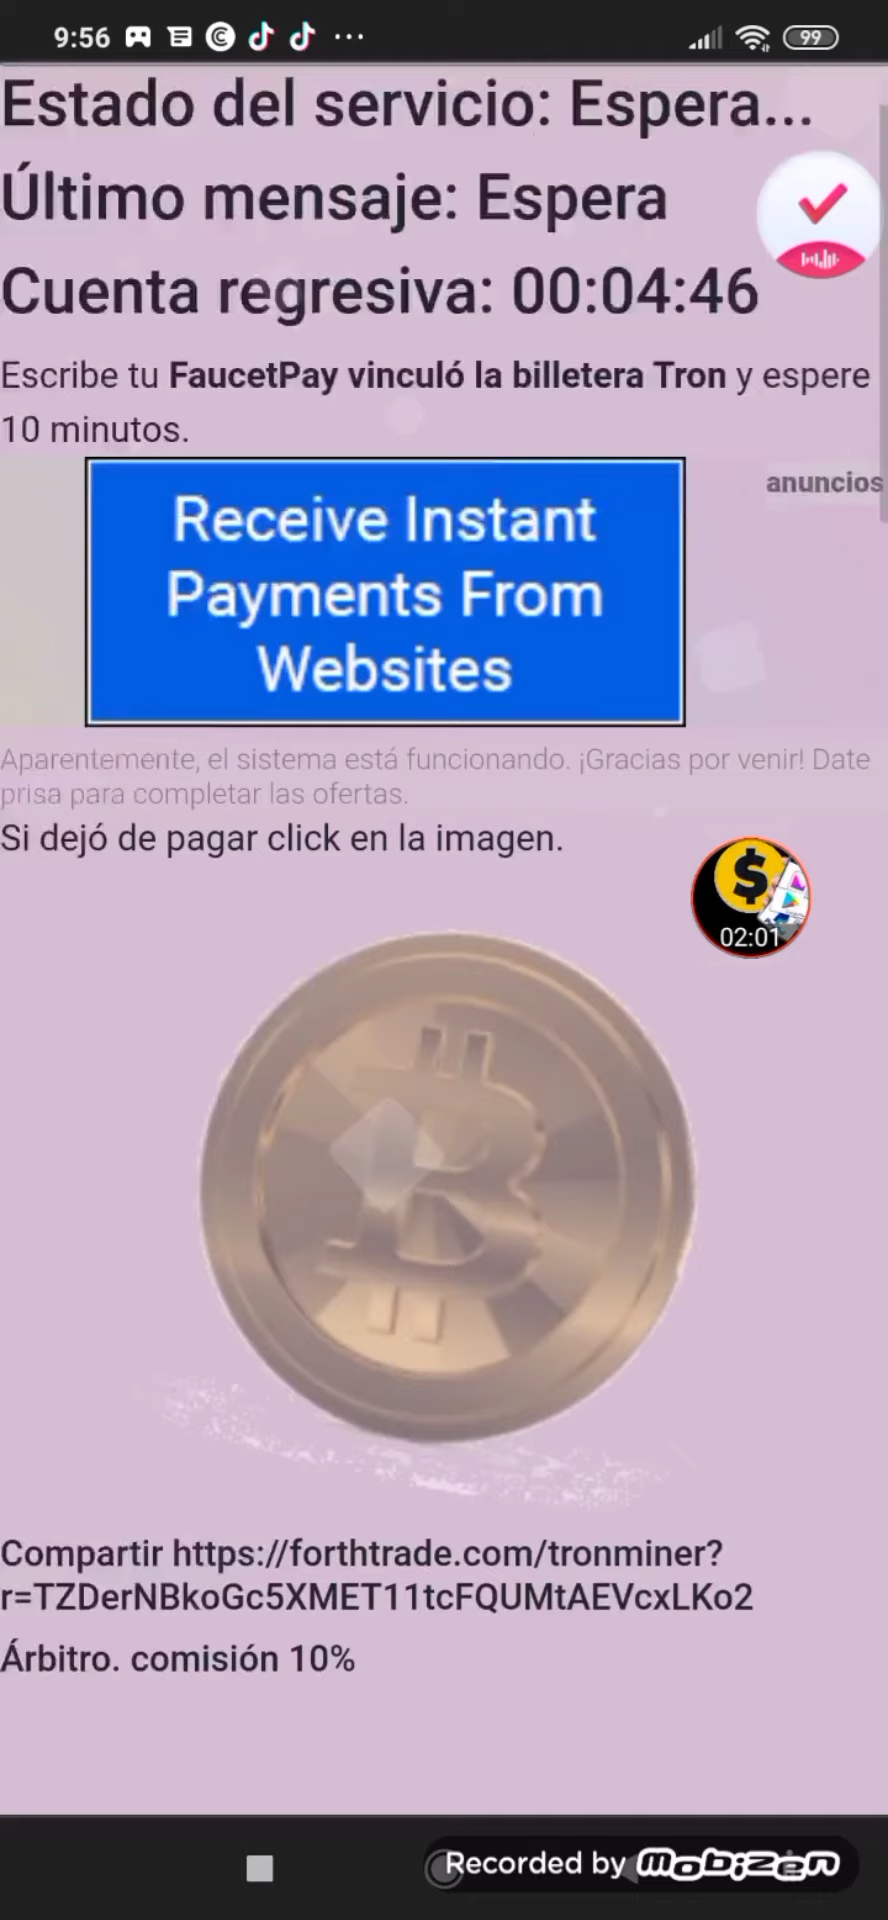 9:56
99
Estado del servicio: Espera...
Último mensaje: Espera
Cuenta regresiva: 00:04:46
Escribe tu FaucetPay vinculó la billetera Tron y espere
10 minutos.
anuncios
Receive Instant
Payments From
Websites
Aparentemente, el sistema está funcionando. ¡Gracias por venir! Date
prisa para completar las ofertas.
Si dejó de pagar click en la imagen.
$
02:01
Compartir https://forthtrade.com/tronminer?
r=TZDerNBkoGc5XMET11tcFQUMtAEVcxLKo2
Árbitro. comisión 10%
Recorded by Mobizen